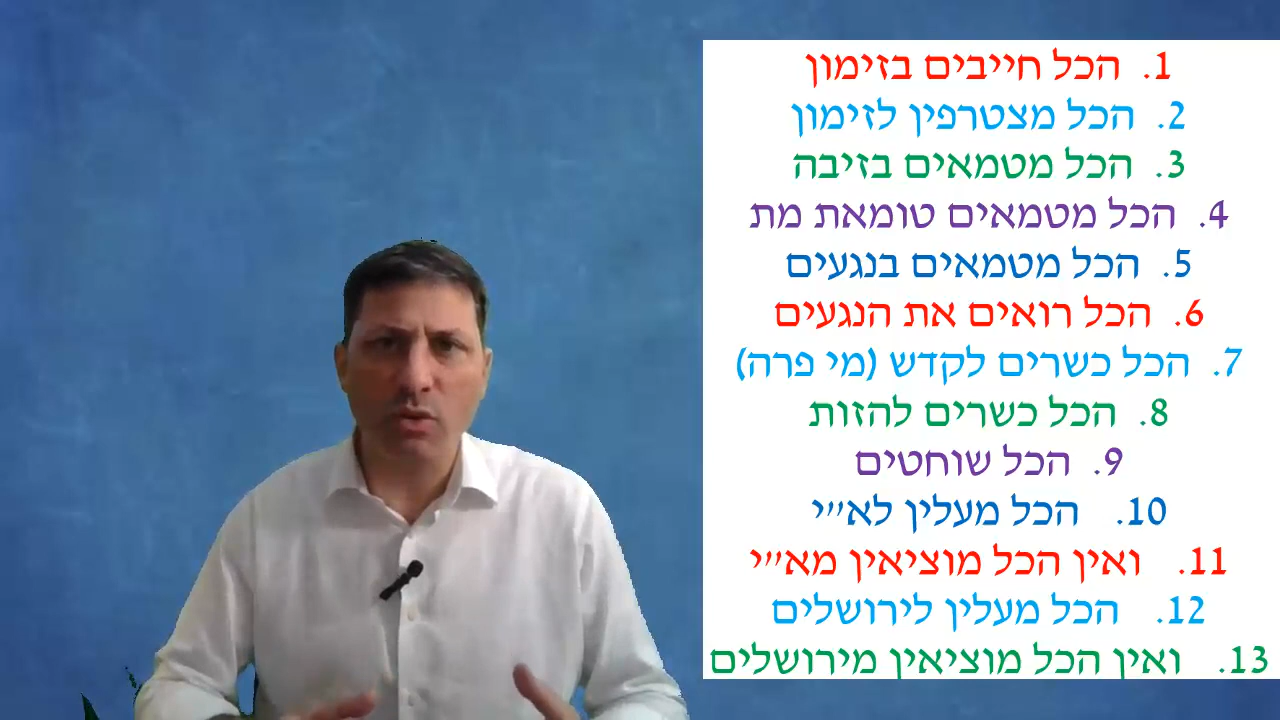 1. הכל חייבים בזימון
2. הכל מצטרפין לזימון
3. הכל מטמאים בזיבה
4. הכל מטמאים טומאת מת
5. הכל מטמאים בנגעים
6. הכל רואים את הנגעים
7. הכל כשרים לקדש (מי פרה)
8. הכל כשרים להזות
9. הכל שוחטים
10. הכל מעלין לא"י
11. ואין הכל מוציאין מא"י
12. הכל מעלין לירושלים
13. ואין הכל מוציאין מירושלים